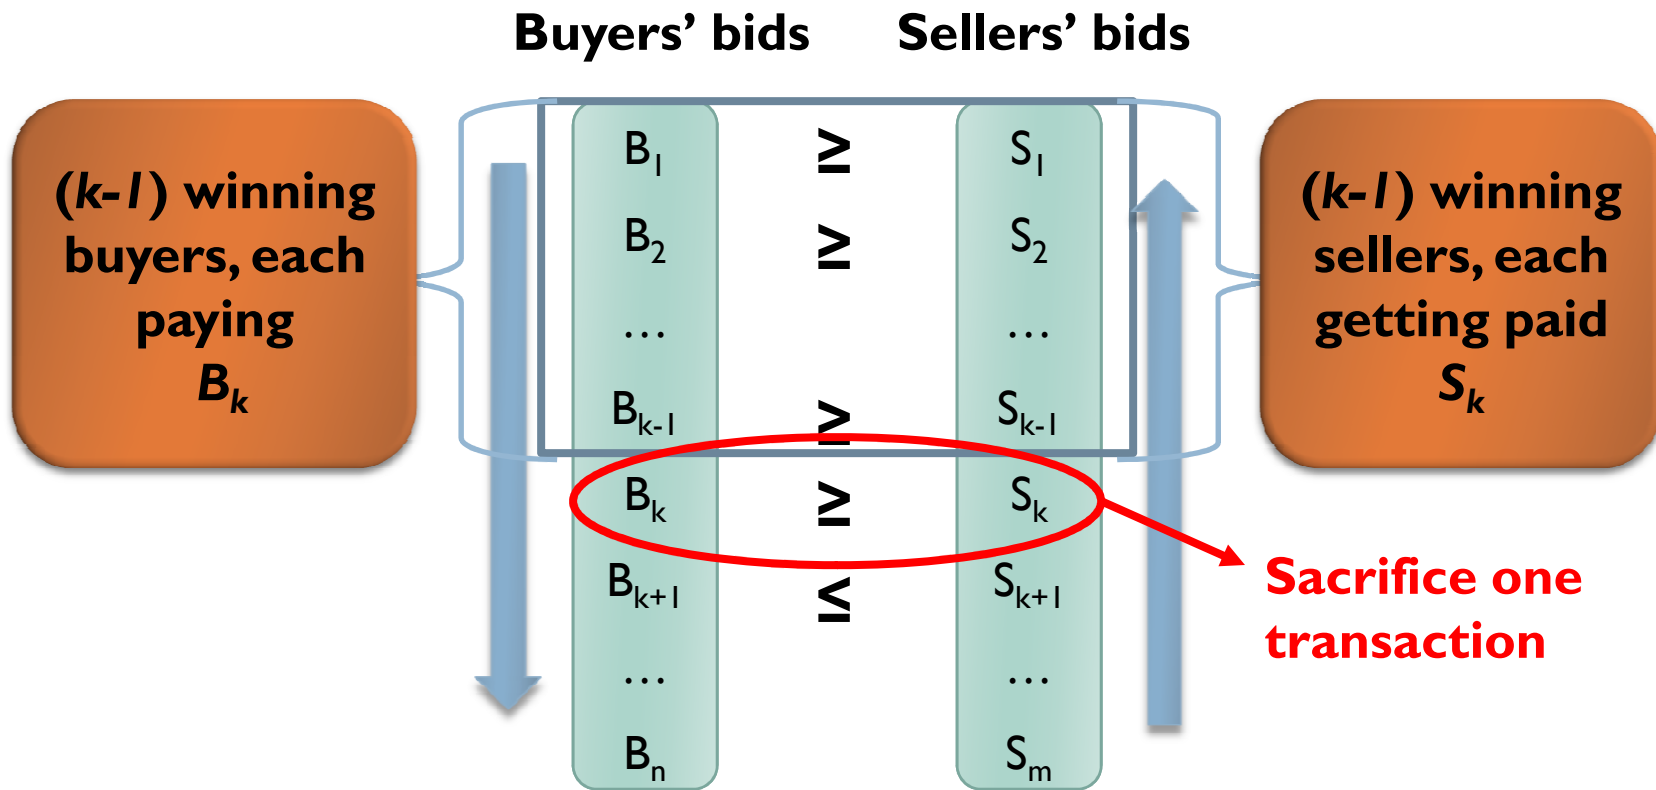 Buyers’ bids Sellers’ bids
(k-1) winning
buyers, each
paying
Bₖ
B₁ ≥ S₁
B₂ ≥ S₂
… …
Bₖ₋₁ ≥ Sₖ₋₁
Bₖ ≥ Sₖ
Bₖ₊₁ ≤ Sₖ₊₁
… …
Bₙ Sₘ
(k-1) winning
sellers, each
getting paid
Sₖ
Sacrifice one
transaction